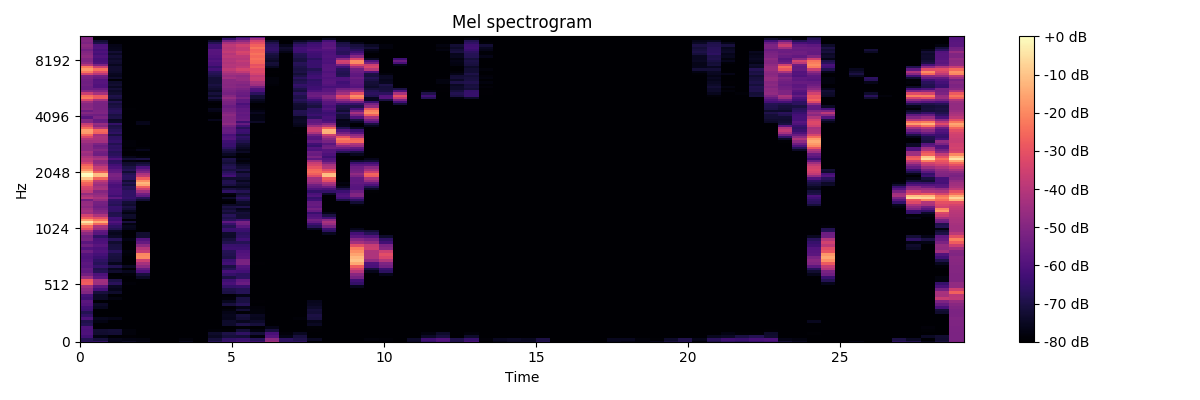 Mel spectrogram
Hz
8192
4096
2048
1024
512
0
0 5 10 15 20 25
Time
+0 dB
-10 dB
-20 dB
-30 dB
-40 dB
-50 dB
-60 dB
-70 dB
-80 dB